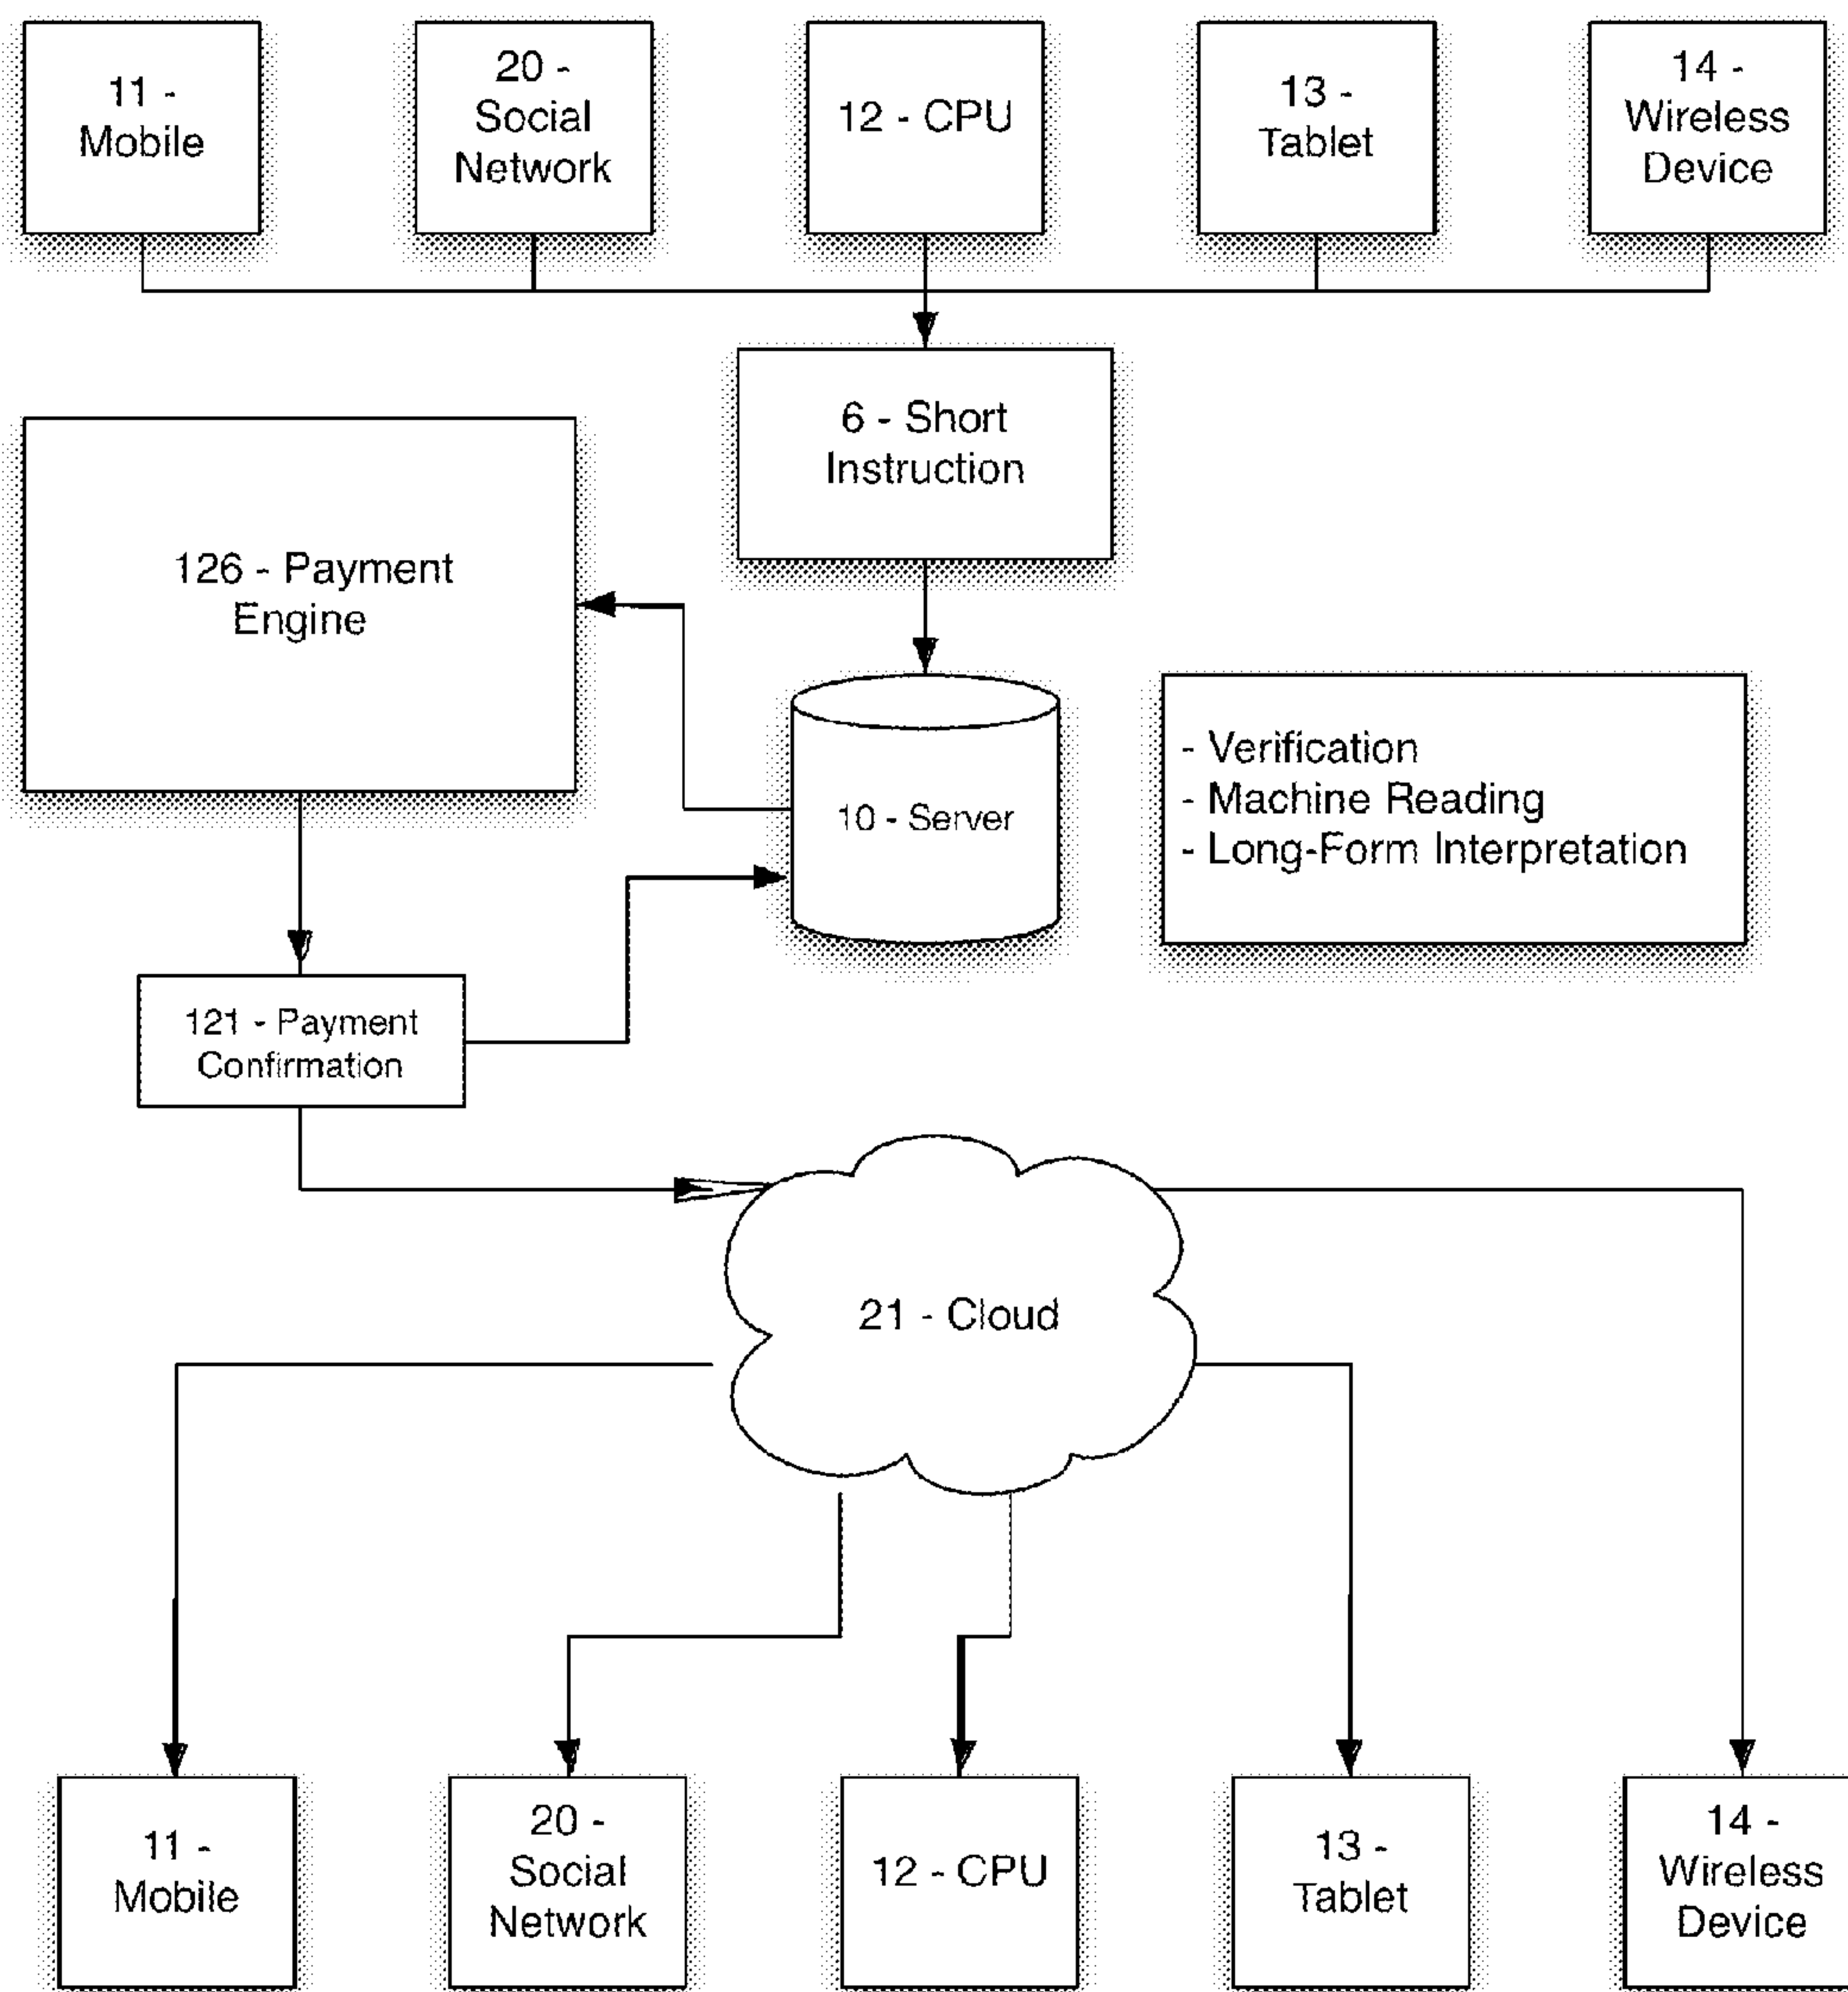 11 -
Mobile
20 -
Social
Network
12 - CPU
13 -
Tablet
14 -
Wireless
Device
6 - Short
Instruction
126 - Payment
Engine
10 - Server
- Verification
- Machine Reading
- Long-Form Interpretation
121 - Payment
Confirmation
21 - Cloud
11 -
Mobile
20 -
Social
Network
12 - CPU
13 -
Tablet
14 -
Wireless
Device